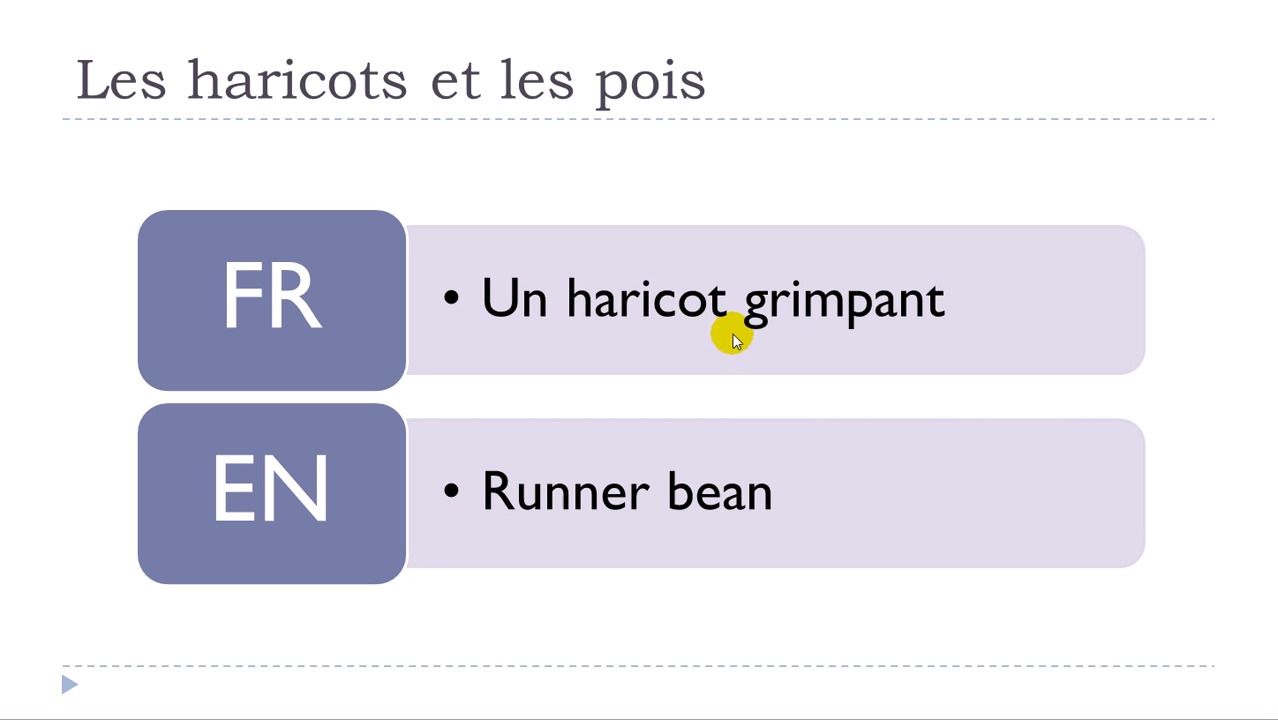 Les haricots et les pois
FR
• Un haricot grimpant
EN
• Runner bean